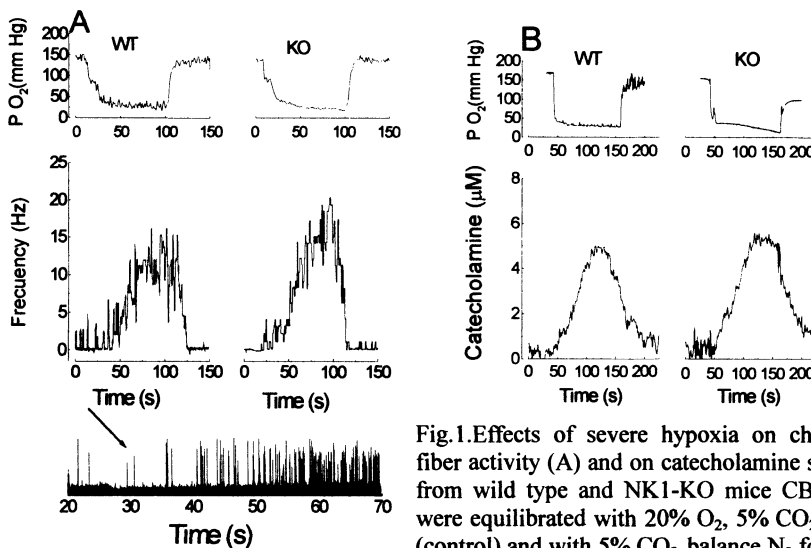 A
B
WT
KO
WT
KO
P O₂(mm Hg)
200
150
100
50
0
0 50 100 150
0 50 100 150
P O₂(mm Hg)
200
150
100
50
0
0 50 100 150 200
0 50 100 150 200
Frecuency (Hz)
25
20
15
10
5
0
0 50 100 150
0 50 100 150
Time (s)
Time (s)
Catecholamine (µM)
8
6
4
2
0
0 50 100 150 200
0 50 100 150 200
Time (s)
Time (s)
20 30 40 50 60 70
Time (s)
Fig.1.Effects of severe hypoxia on ch
fiber activity (A) and on catecholamine s
from wild type and NK1-KO mice CB
were equilibrated with 20% O₂, 5% CO₂
(control) and with 5% CO₂ balance N₂ fo